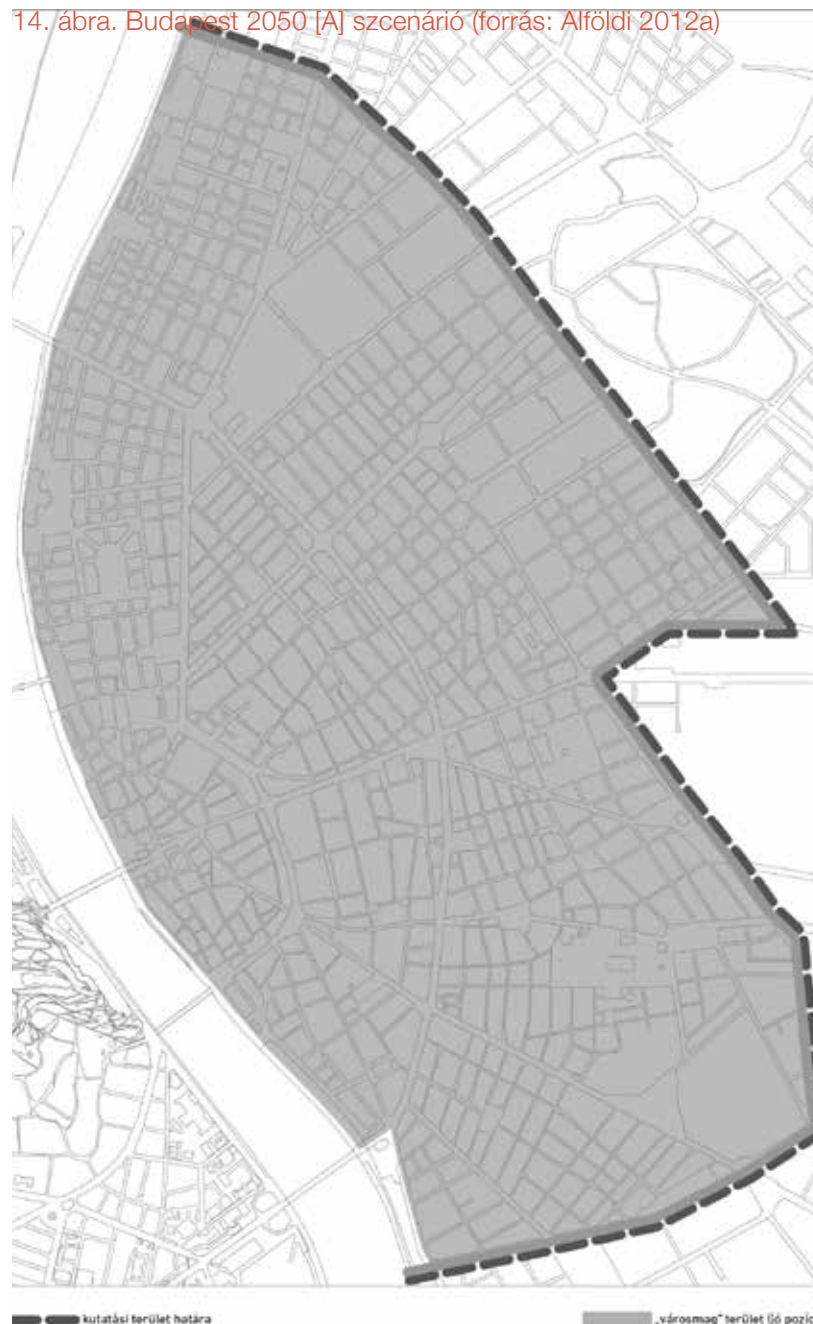 14. ábra. Budapest 2050 [A] szcenárió (forrás: Alföldi 2012a)
kutatási terület határa
„városmag” terület (jó pozíc